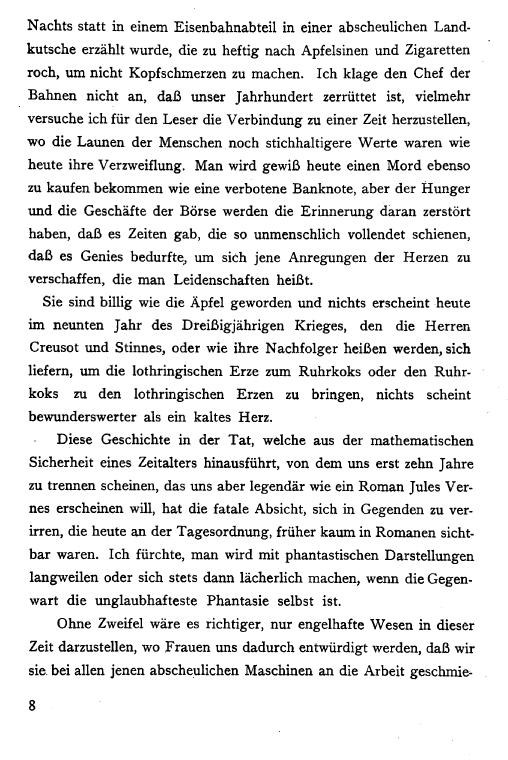 Nachts statt in einem Eisenbahnabteil in einer abscheulichen Land-
kutsche erzählt wurde, die zu heftig nach Apfelsinen und Zigaretten
roch, um nicht Kopfschmerzen zu machen. Ich klage den Chef der
Bahnen nicht an, daß unser Jahrhundert zerrüttet ist, vielmehr
versuche ich für den Leser die Verbindung zu einer Zeit herzustellen,
wo die Launen der Menschen noch stichhaltigere Werte waren wie
heute ihre Verzweiflung. Man wird gewiß heute einen Mord ebenso
zu kaufen bekommen wie eine verbotene Banknote, aber der Hunger
und die Geschäfte der Börse werden die Erinnerung daran zerstört
haben, daß es Zeiten gab, die so unmenschlich vollendet schienen,
daß es Genies bedurfte, um sich jene Anregungen der Herzen zu
verschaffen, die man Leidenschaften heißt.
Sie sind billig wie die Äpfel geworden und nichts erscheint heute
im neunten Jahr des Dreißigjährigen Krieges, den die Herren
Creusot und Stinnes, oder wie ihre Nachfolger heißen werden, sich
liefern, um die lothringischen Erze zum Ruhrkoks oder den Ruhr-
koks zu den lothringischen Erzen zu bringen, nichts scheint
bewunderswerter als ein kaltes Herz.
Diese Geschichte in der Tat, welche aus der mathematischen
Sicherheit eines Zeitalters hinausführt, von dem uns erst zehn Jahre
zu trennen scheinen, das uns aber legendär wie ein Roman Jules Ver-
nes erscheinen will, hat die fatale Absicht, sich in Gegenden zu ver-
irren, die heute an der Tagesordnung, früher kaum in Romanen sicht-
bar waren. Ich fürchte, man wird mit phantastischen Darstellungen
langweilen oder sich stets dann lächerlich machen, wenn die Gegen-
wart die unglaubhafteste Phantasie selbst ist.
Ohne Zweifel wäre es richtiger, nur engelhafte Wesen in dieser
Zeit darzustellen, wo Frauen uns dadurch entwürdigt werden, daß wir
sie bei allen jenen abscheulichen Maschinen an die Arbeit geschmie-
8